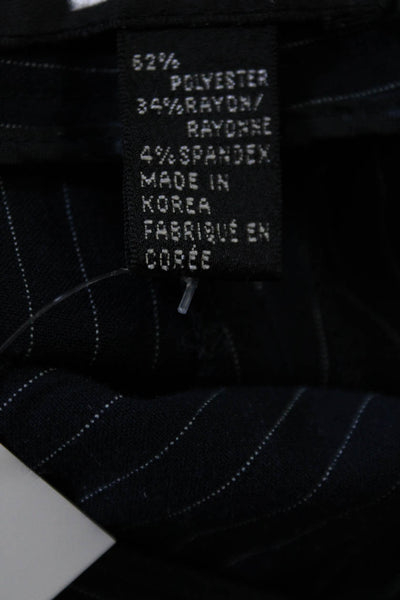 62%
POLYESTER
34%RAYON/
RAYONNE
4%SPANDEX
MADE IN
KOREA
FABRIQUÉ EN
CORÉE